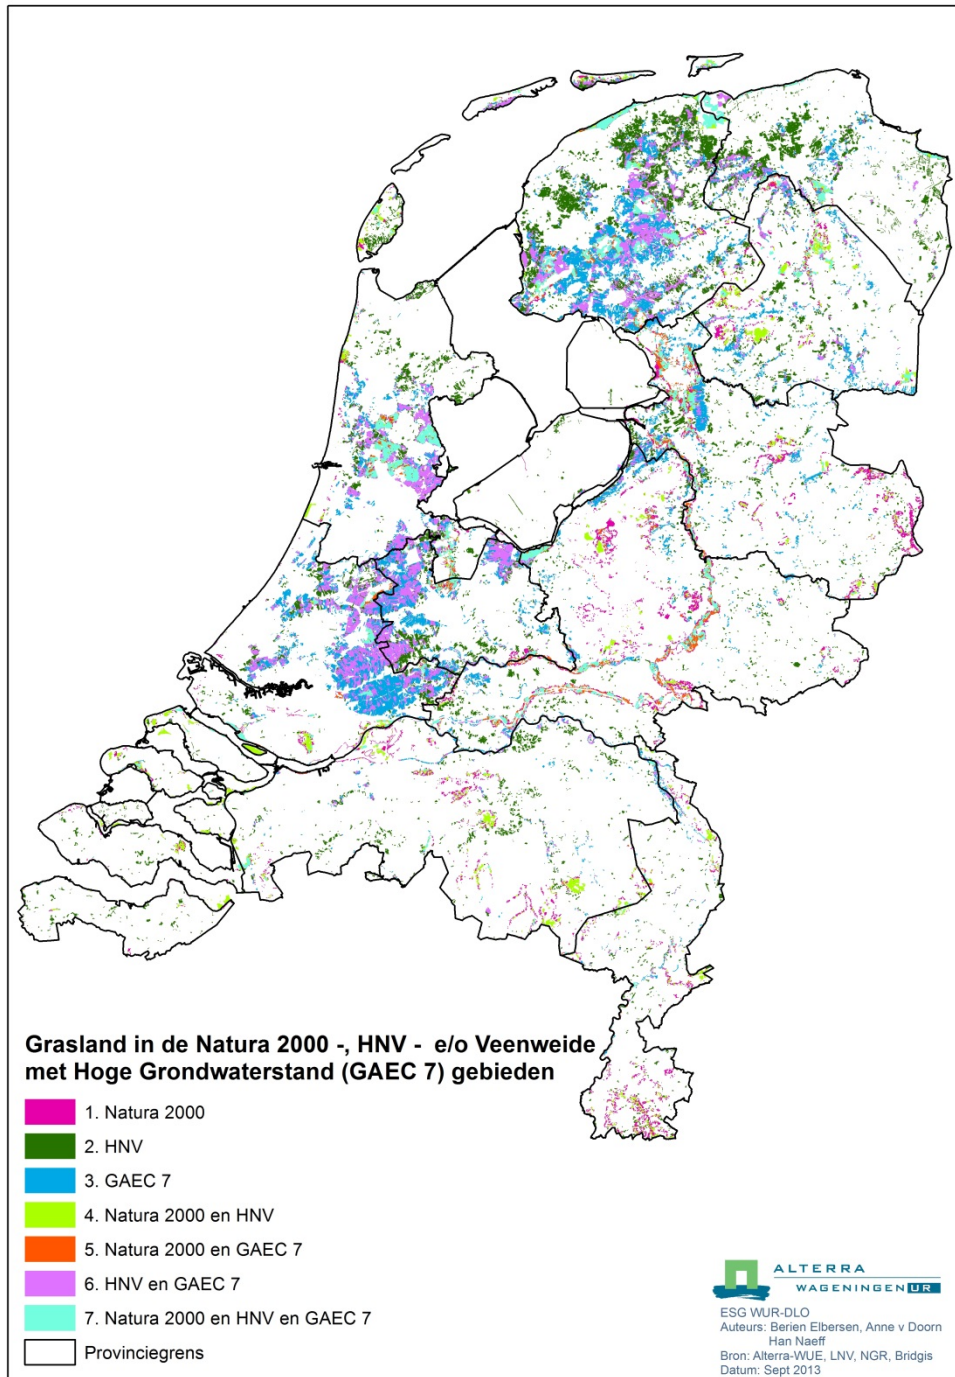 Grasland in de Natura 2000 -, HNV - e/o Veenweide
met Hoge Grondwaterstand (GAEC 7) gebieden
1. Natura 2000
2. HNV
3. GAEC 7
4. Natura 2000 en HNV
5. Natura 2000 en GAEC 7
6. HNV en GAEC 7
7. Natura 2000 en HNV en GAEC 7
Provinciegrens
ALTERRA
WAGENINGEN UR
ESG WUR-DLO
Auteurs: Berien Elbersen, Anne v Doorn
Han Naeff
Bron: Alterra-WUE, LNV, NGR, Bridgis
Datum: Sept 2013